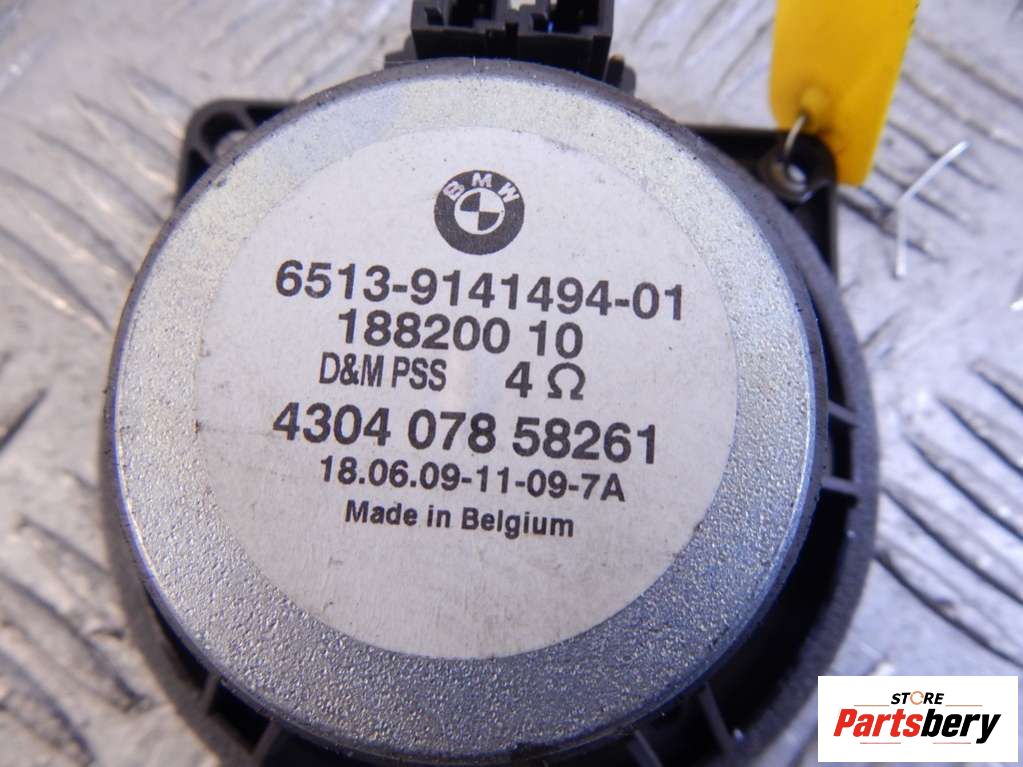 BMW
6513-9141494-01
188200 10
D&M PSS 4 Ω
4304 078 58261
18.06.09-11-09-7A
Made in Belgium
STORE
Partsbery